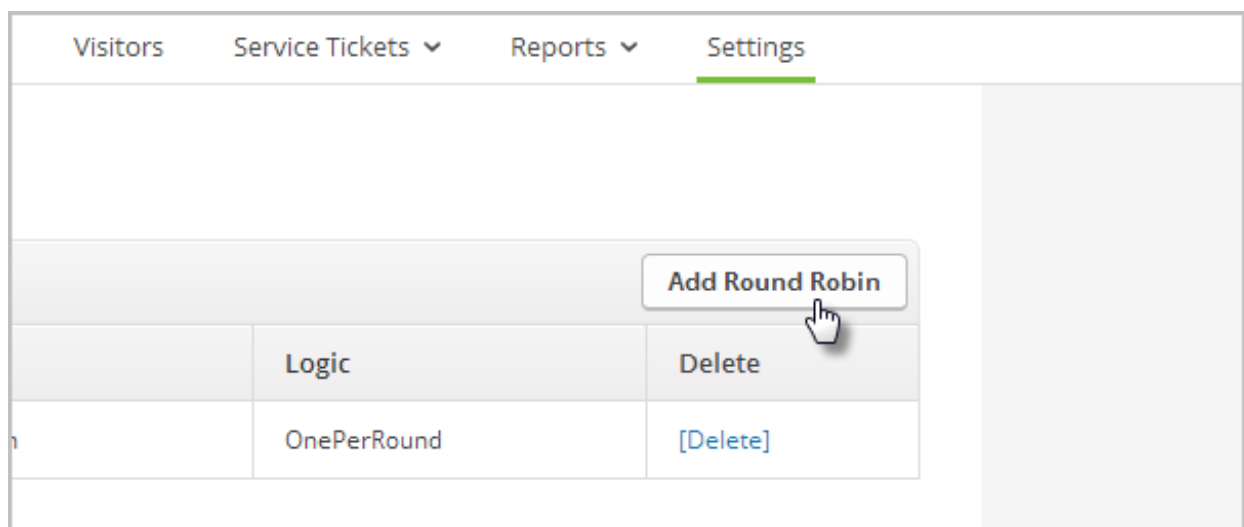 Visitors Service Tickets Reports Settings
Add Round Robin
Logic Delete
OnePerRound [Delete]